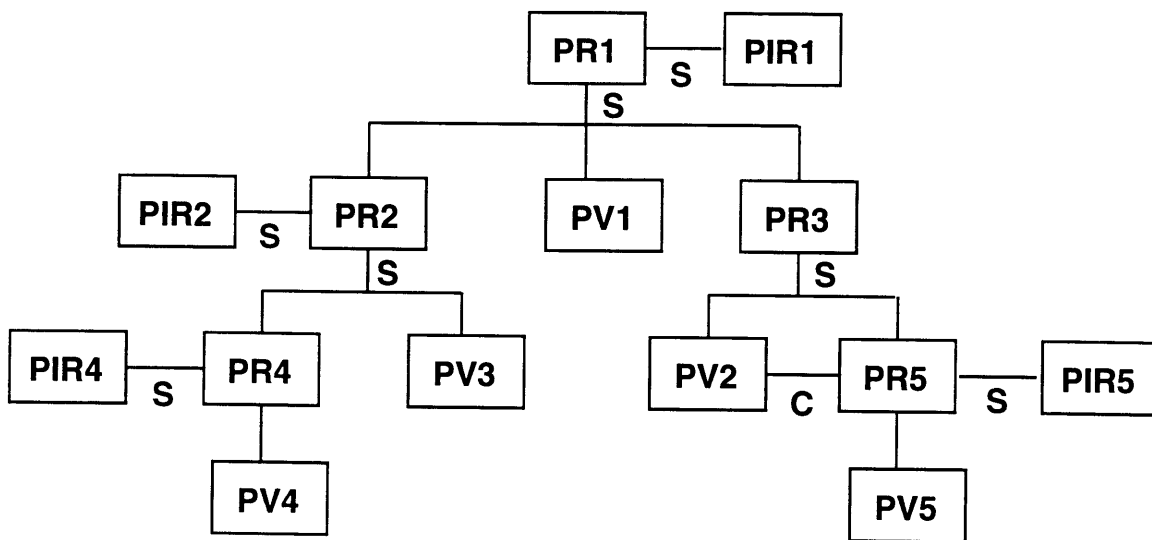 PR1 PIR1
S
S
PIR2 PR2 PV1 PR3
S
S S
PIR4 PR4 PV3 PV2 PR5 PIR5
S C S
PV4 PV5